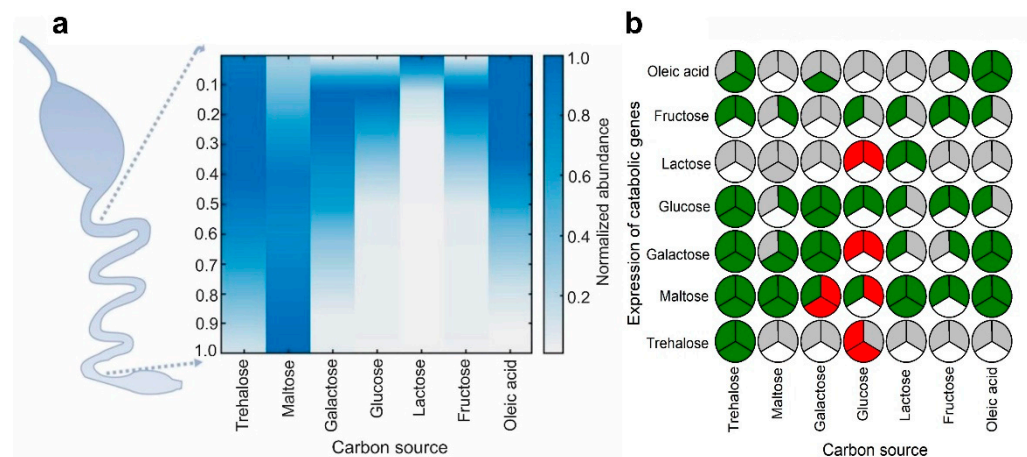 a
0.1
0.2
0.3
0.4
0.5
0.6
0.7
0.8
0.9
1.0
Trehalose
Maltose
Galactose
Glucose
Lactose
Fructose
Oleic acid
Carbon source
1.0
0.8
0.6
0.4
0.2
Normalized abundance
b
Expression of catabolic genes
Oleic acid
Fructose
Lactose
Glucose
Galactose
Maltose
Trehalose
Trehalose
Maltose
Galactose
Glucose
Lactose
Fructose
Oleic acid
Carbon source